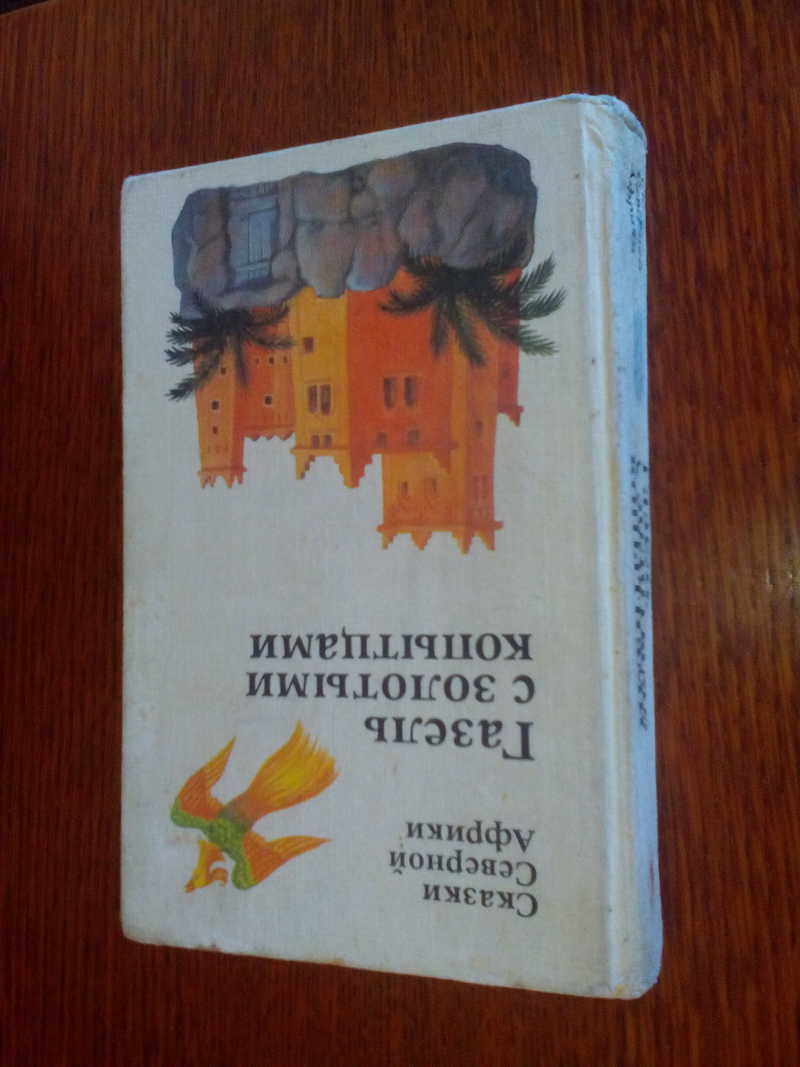 Сказки
Северной
Африки
Газель
с золотыми
копытцами